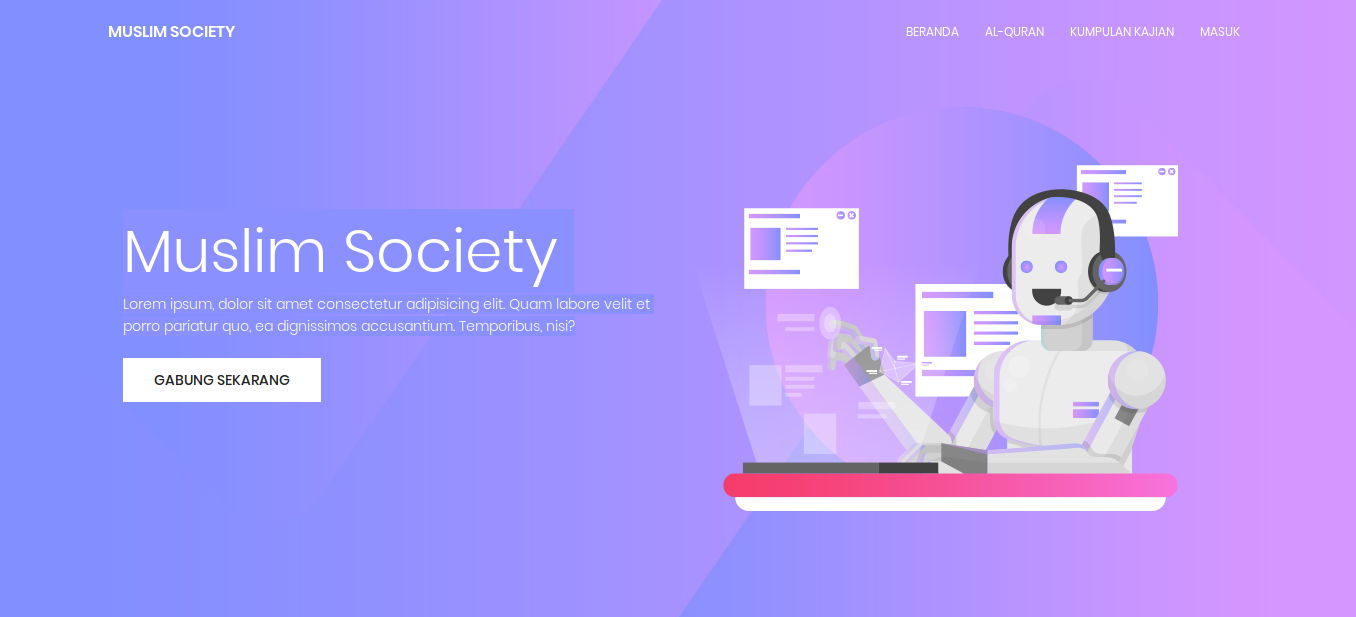 MUSLIM SOCIETY
BERANDA AL-QURAN KUMPULAN KAJIAN MASUK
Muslim Society
Lorem ipsum, dolor sit amet consectetur adipisicing elit. Quam labore velit et
porro pariatur quo, ea dignissimos accusantium. Temporibus, nisi?
GABUNG SEKARANG